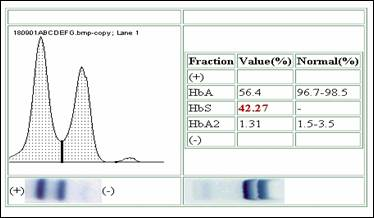 180901ABCDEFG.bmp-copy; Lane 1
Fraction Value(%) Normal(%)
(+)
HbA 56.4 96.7-98.5
HbS 42.27 -
HbA2 1.31 1.5-3.5
(-)
(+) (-)